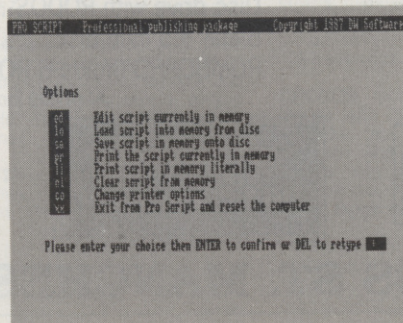 PRO SCRIPT Professional publishing package Copyright 1987 DW Software
Options
ed Edit script currently in memory
lo Load script into memory from disc
sa Save script in memory onto disc
pr Print the script currently in memory
li Print script in memory literally
cl Clear script from memory
co Change printer options
xx Exit from Pro Script and reset the computer
Please enter your choice then ENTER to confirm or DEL to retype